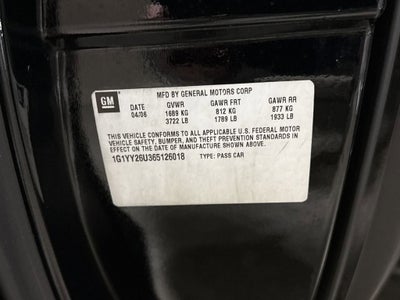 GM
MFD BY GENERAL MOTORS CORP
DATE GVWR GAWR FRT GAWR RR
04/06 1689 KG 812 KG 877 KG
3722 LB 1789 LB 1933 LB
THIS VEHICLE CONFORMS TO ALL APPLICABLE U.S. FEDERAL MOTOR
VEHICLE SAFETY, BUMPER, AND THEFT PREVENTION STANDARDS IN
EFFECT ON THE DATE OF MANUFACTURE SHOWN ABOVE.
1G1YY26U365126018 TYPE: PASS CAR